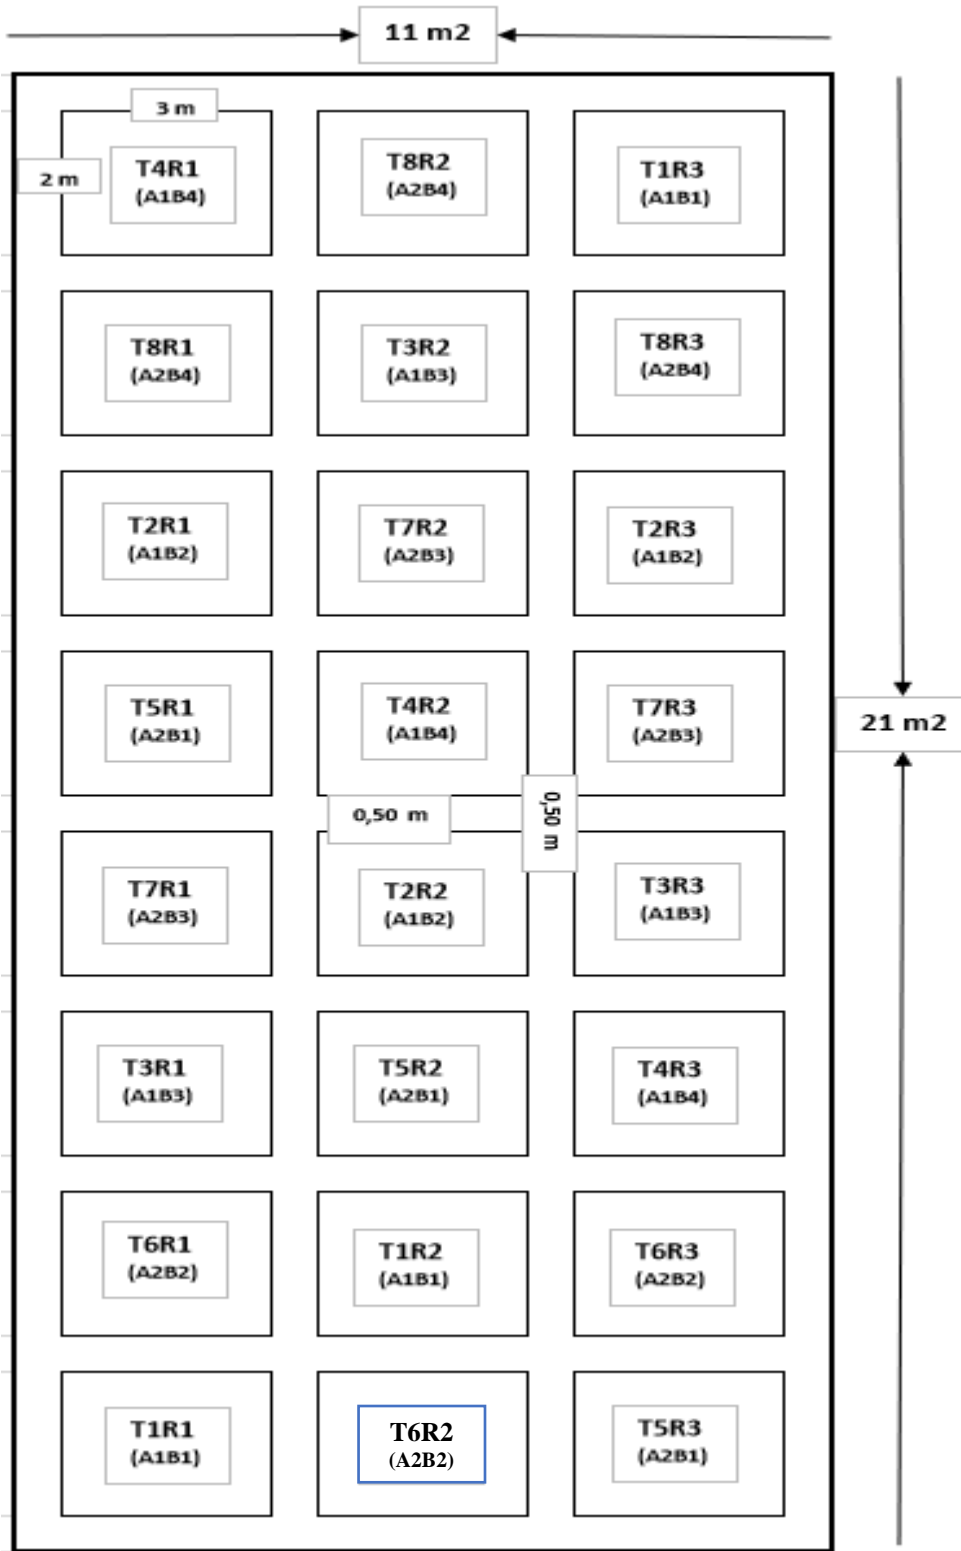 11 m2
3 m
2 m
T4R1
(A1B4)
T8R2
(A2B4)
T1R3
(A1B1)
T8R1
(A2B4)
T3R2
(A1B3)
T8R3
(A2B4)
T2R1
(A1B2)
T7R2
(A2B3)
T2R3
(A1B2)
T5R1
(A2B1)
T4R2
(A1B4)
T7R3
(A2B3)
21 m2
0,50 m
0,50 m
T7R1
(A2B3)
T2R2
(A1B2)
T3R3
(A1B3)
T3R1
(A1B3)
T5R2
(A2B1)
T4R3
(A1B4)
T6R1
(A2B2)
T1R2
(A1B1)
T6R3
(A2B2)
T1R1
(A1B1)
T6R2
(A2B2)
T5R3
(A2B1)